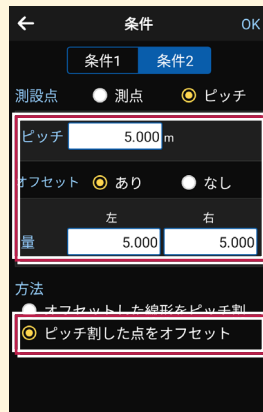 ← 条件 OK
条件1 条件2
測設点 測点 ピッチ
ピッチ 5.000 m
オフセット あり なし
左 右
量 5.000 5.000
方法
オフセットした線形をピッチ割
ピッチ割した点をオフセット